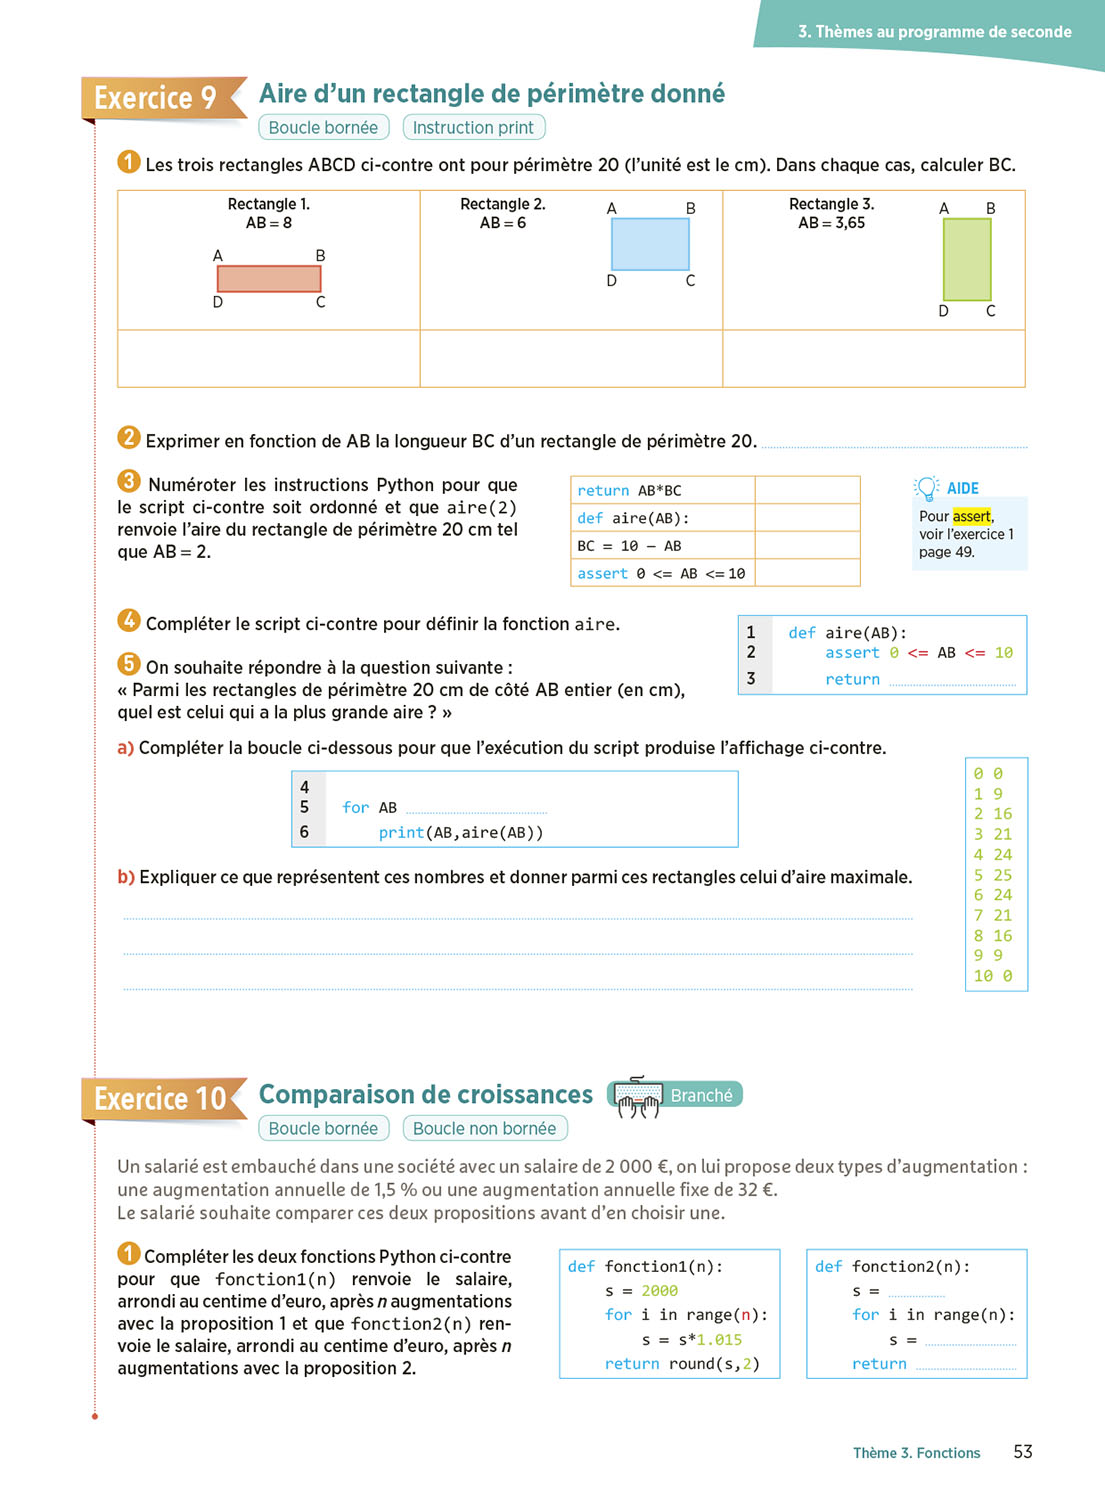 3. Thèmes au programme de seconde
Exercice 9
Aire d’un rectangle de périmètre donné
Boucle bornée
Instruction print
1 Les trois rectangles ABCD ci-contre ont pour périmètre 20 (l’unité est le cm). Dans chaque cas, calculer BC.
Rectangle 1.
AB = 8
A B
D C
Rectangle 2.
AB = 6
A B
D C
Rectangle 3.
AB = 3,65
A B
D C
2 Exprimer en fonction de AB la longueur BC d’un rectangle de périmètre 20.
3 Numéroter les instructions Python pour que
le script ci-contre soit ordonné et que aire(2)
renvoie l’aire du rectangle de périmètre 20 cm tel
que AB = 2.
return AB*BC
def aire(AB):
BC = 10 – AB
assert 0 <= AB <= 10
AIDE
Pour assert,
voir l’exercice 1
page 49.
4 Compléter le script ci-contre pour définir la fonction aire.
1 def aire(AB):
2 assert 0 <= AB <= 10
3 return
5 On souhaite répondre à la question suivante :
« Parmi les rectangles de périmètre 20 cm de côté AB entier (en cm),
quel est celui qui a la plus grande aire ? »
a) Compléter la boucle ci-dessous pour que l’exécution du script produise l’affichage ci-contre.
4
5 for AB
6 print(AB,aire(AB))
0 0
1 9
2 16
3 21
4 24
5 25
6 24
7 21
8 16
9 9
10 0
b) Expliquer ce que représentent ces nombres et donner parmi ces rectangles celui d’aire maximale.
Exercice 10
Comparaison de croissances
Branché
Boucle bornée
Boucle non bornée
Un salarié est embauché dans une société avec un salaire de 2 000 €, on lui propose deux types d’augmentation :
une augmentation annuelle de 1,5 % ou une augmentation annuelle fixe de 32 €.
Le salarié souhaite comparer ces deux propositions avant d’en choisir une.
1 Compléter les deux fonctions Python ci-contre
pour que fonction1(n) renvoie le salaire,
arrondi au centime d’euro, après n augmentations
avec la proposition 1 et que fonction2(n) ren-
voie le salaire, arrondi au centime d’euro, après n
augmentations avec la proposition 2.
def fonction1(n):
s = 2000
for i in range(n):
s = s*1.015
return round(s,2)
def fonction2(n):
s =
for i in range(n):
s =
return
Thème 3. Fonctions 53